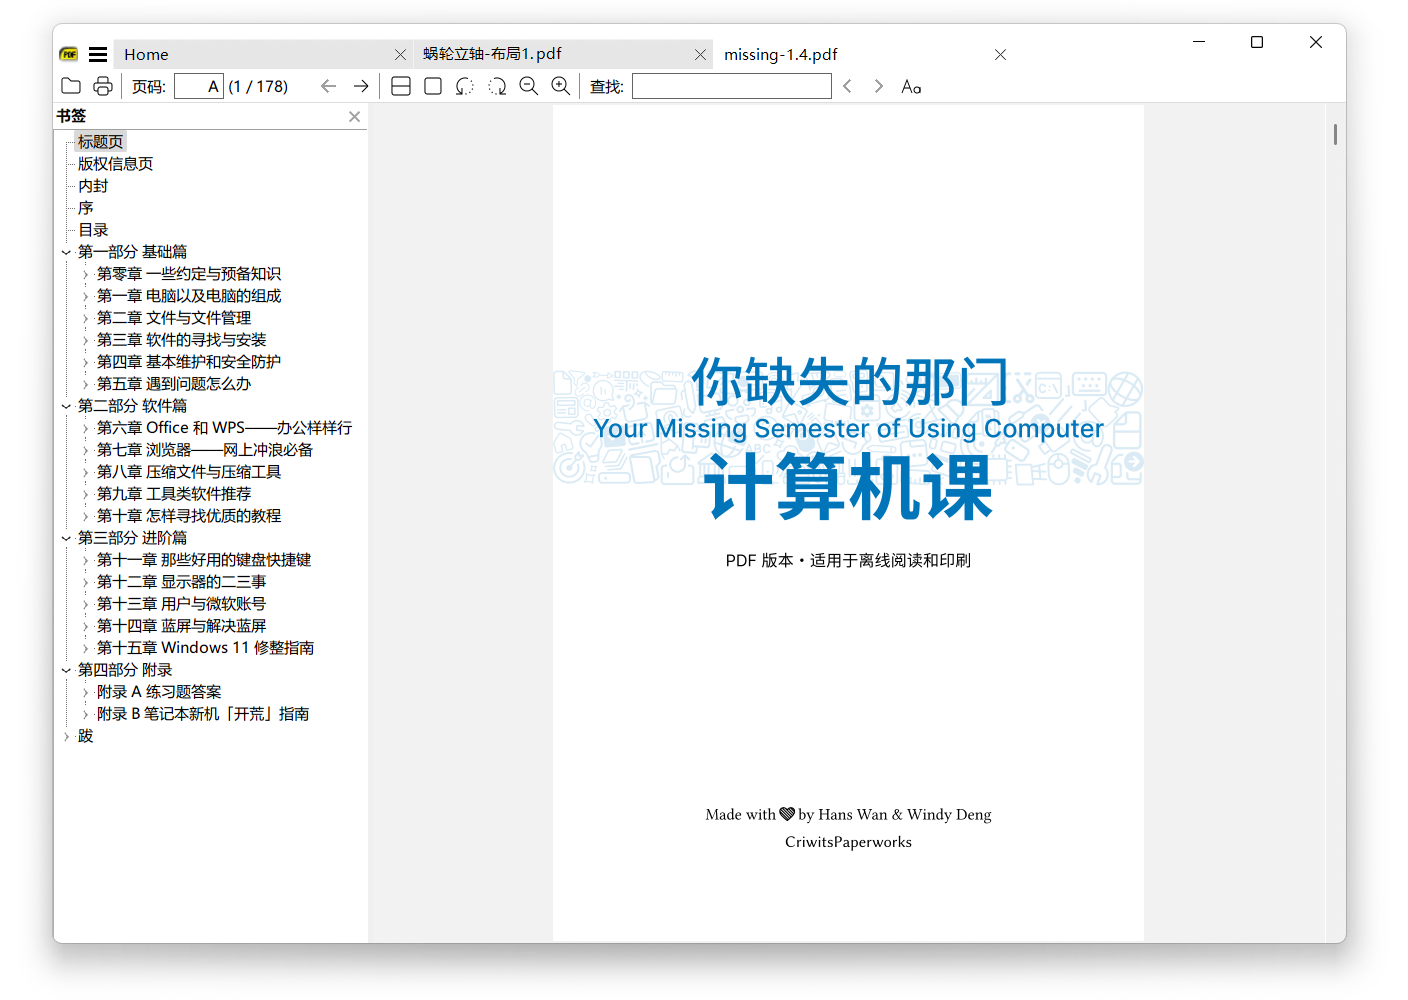 PDF
Home
蜗轮立轴-布局1.pdf
missing-1.4.pdf
页码:
A
(1 / 178)
查找:
Aa
书签
标题页
版权信息页
内封
序
目录
第一部分 基础篇
第零章 一些约定与预备知识
第一章 电脑以及电脑的组成
第二章 文件与文件管理
第三章 软件的寻找与安装
第四章 基本维护和安全防护
第五章 遇到问题怎么办
第二部分 软件篇
第六章 Office 和 WPS——办公样样行
第七章 浏览器——网上冲浪必备
第八章 压缩文件与压缩工具
第九章 工具类软件推荐
第十章 怎样寻找优质的教程
第三部分 进阶篇
第十一章 那些好用的键盘快捷键
第十二章 显示器的二三事
第十三章 用户与微软账号
第十四章 蓝屏与解决蓝屏
第十五章 Windows 11 修整指南
第四部分 附录
附录 A 练习题答案
附录 B 笔记本新机「开荒」指南
跋
你缺失的那门
Your Missing Semester of Using Computer
计算机课
PDF 版本・适用于离线阅读和印刷
Made with by Hans Wan & Windy Deng
CriwitsPaperworks